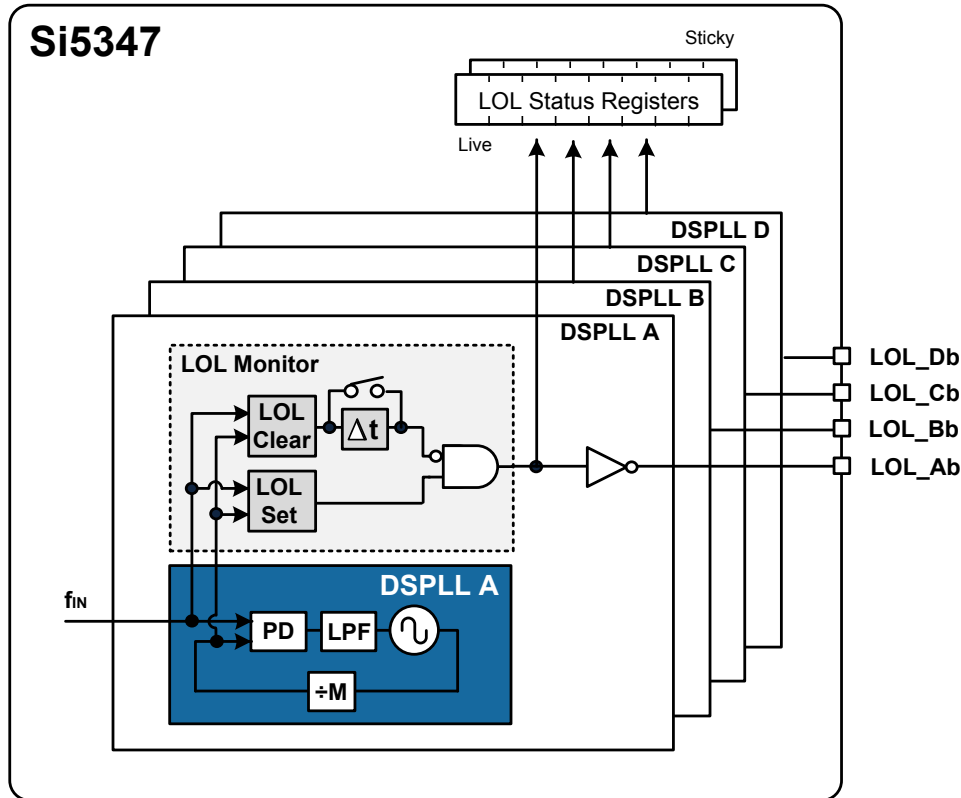 Si5347
Sticky
LOL Status Registers
Live
DSPLL D
DSPLL C
DSPLL B
DSPLL A
LOL Monitor
LOL
Clear
Δt
LOL
Set
LOL_Db
LOL_Cb
LOL_Bb
LOL_Ab
DSPLL A
fIN
PD
LPF
÷M